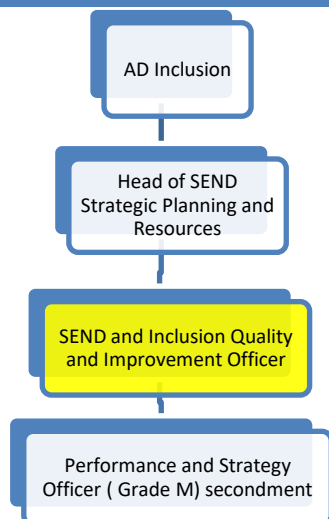 AD Inclusion
Head of SEND
Strategic Planning and
Resources
SEND and Inclusion Quality
and Improvement Officer
Performance and Strategy
Officer ( Grade M) secondment